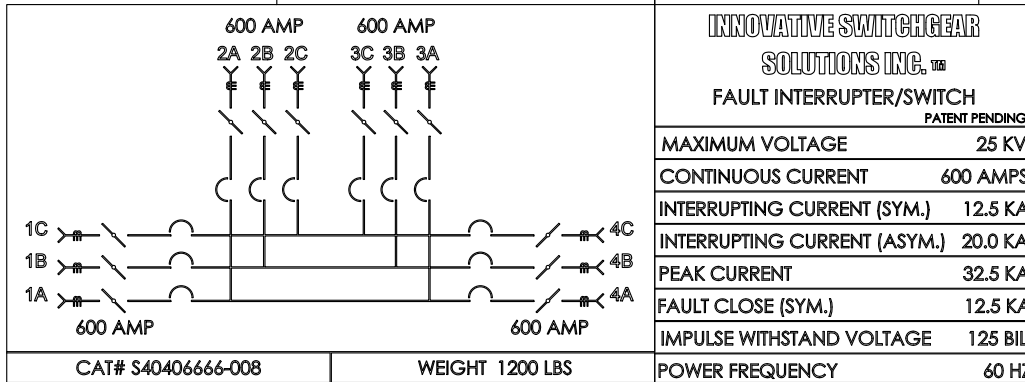 600 AMP 600 AMP
2A 2B 2C 3C 3B 3A
1C 4C
1B 4B
1A 4A
600 AMP 600 AMP
CAT# S40406666-008 WEIGHT 1200 LBS
INNOVATIVE SWITCHGEAR
SOLUTIONS INC. TM
FAULT INTERRUPTER/SWITCH
PATENT PENDING
MAXIMUM VOLTAGE 25 KV
CONTINUOUS CURRENT 600 AMPS
INTERRUPTING CURRENT (SYM.) 12.5 KA
INTERRUPTING CURRENT (ASYM.) 20.0 KA
PEAK CURRENT 32.5 KA
FAULT CLOSE (SYM.) 12.5 KA
IMPULSE WITHSTAND VOLTAGE 125 BIL
POWER FREQUENCY 60 HZ